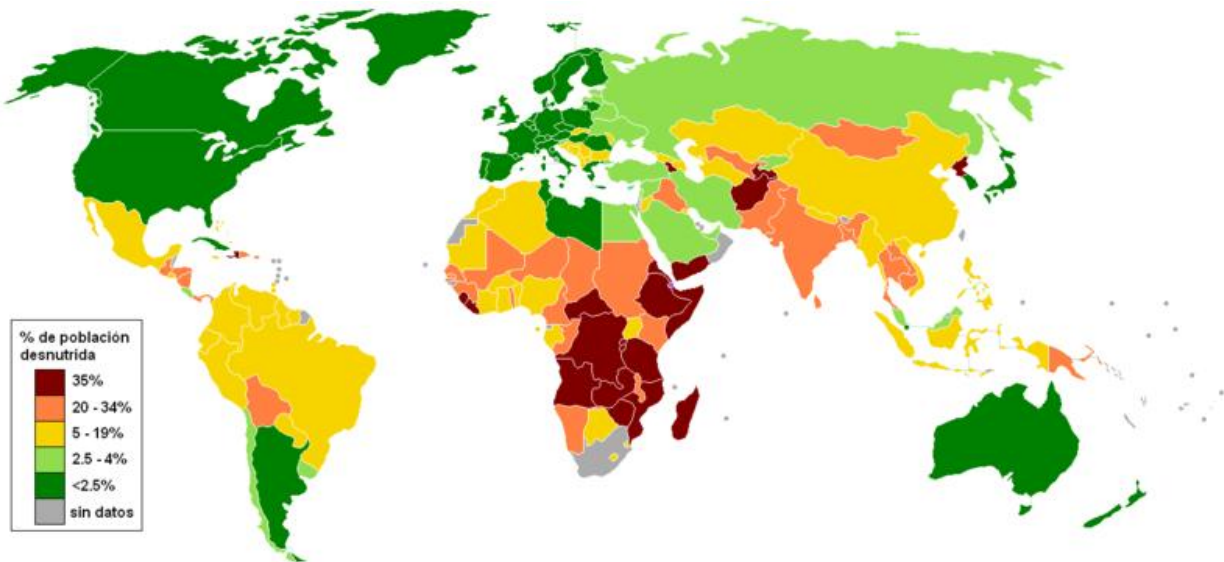 % de población
desnutrida
35%
20 - 34%
5 - 19%
2.5 - 4%
<2.5%
sin datos